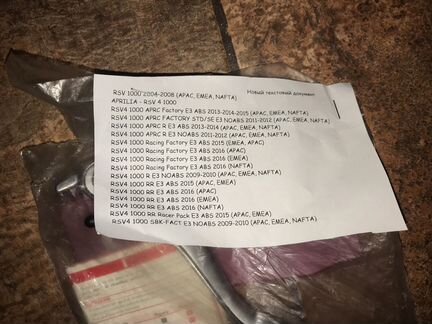 Новый текстовый документ
RSV 1000 2004-2008 (APAC, EMEA, NAFTA)
APRILIA - RSV 4 1000
RSV4 1000 APRC Factory E3 ABS 2013-2014-2015 (EMEA, NAFTA)
RSV4 1000 APRC FACTORY STD/SE E3 NOABS 2011-2012 (APAC, EMEA, NAFTA)
RSV4 1000 APRC R E3 ABS 2013-2014 (APAC, EMEA, NAFTA)
RSV4 1000 APRC R E3 NOABS 2011-2012 (APAC, EMEA, NAFTA)
RSV4 1000 Racing Factory E3 ABS 2015 (EMEA, APAC)
RSV4 1000 Racing Factory E3 ABS 2016 (APAC)
RSV4 1000 Racing Factory E3 ABS 2016 (EMEA)
RSV4 1000 Racing Factory E3 ABS 2016 (NAFTA)
RSV4 1000 R E3 NOABS 2009-2010 (APAC, EMEA, NAFTA)
RSV4 1000 RR E3 ABS 2015 (APAC, EMEA)
RSV4 1000 RR E3 ABS 2016 (APAC)
RSV4 1000 RR E3 ABS 2016 (EMEA)
RSV4 1000 RR E3 ABS 2016 (NAFTA)
RSV4 1000 RR Racer Pack E3 ABS 2015 (APAC, EMEA)
RSV4 1000 SBK-FACT E3 NOABS 2009-2010 (APAC, EMEA, NAFTA)